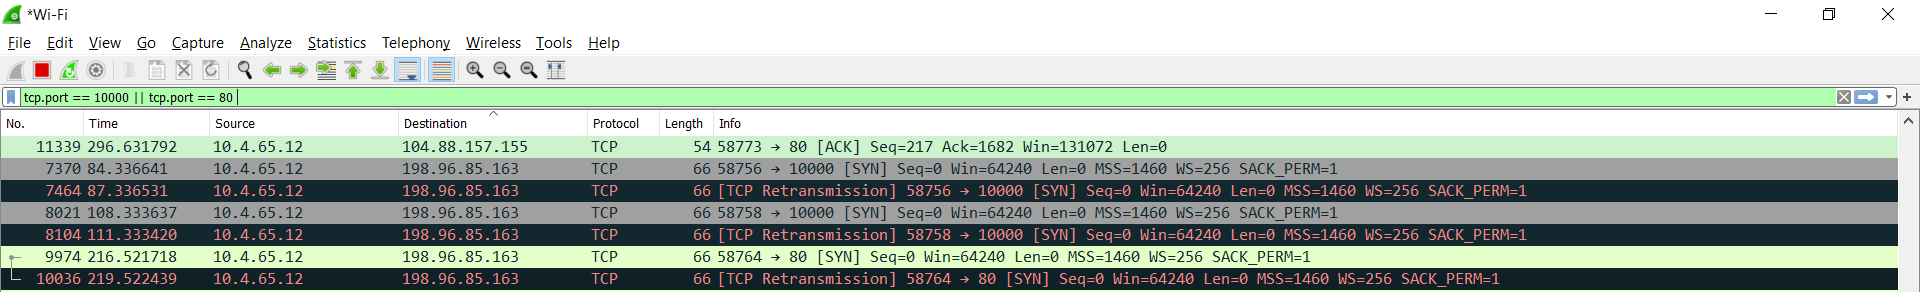 *Wi-Fi
File Edit View Go Capture Analyze Statistics Telephony Wireless Tools Help
tcp.port == 10000 || tcp.port == 80
No. Time Source Destination Protocol Length Info
11339 296.631792 10.4.65.12 104.88.157.155 TCP 54 58773 → 80 [ACK] Seq=217 Ack=1682 Win=131072 Len=0
7370 84.336641 10.4.65.12 198.96.85.163 TCP 66 58756 → 10000 [SYN] Seq=0 Win=64240 Len=0 MSS=1460 WS=256 SACK_PERM=1
7464 87.336531 10.4.65.12 198.96.85.163 TCP 66 [TCP Retransmission] 58756 → 10000 [SYN] Seq=0 Win=64240 Len=0 MSS=1460 WS=256 SACK_PERM=1
8021 108.333637 10.4.65.12 198.96.85.163 TCP 66 58758 → 10000 [SYN] Seq=0 Win=64240 Len=0 MSS=1460 WS=256 SACK_PERM=1
8104 111.333420 10.4.65.12 198.96.85.163 TCP 66 [TCP Retransmission] 58758 → 10000 [SYN] Seq=0 Win=64240 Len=0 MSS=1460 WS=256 SACK_PERM=1
9974 216.521718 10.4.65.12 198.96.85.163 TCP 66 58764 → 80 [SYN] Seq=0 Win=64240 Len=0 MSS=1460 WS=256 SACK_PERM=1
10036 219.522439 10.4.65.12 198.96.85.163 TCP 66 [TCP Retransmission] 58764 → 80 [SYN] Seq=0 Win=64240 Len=0 MSS=1460 WS=256 SACK_PERM=1